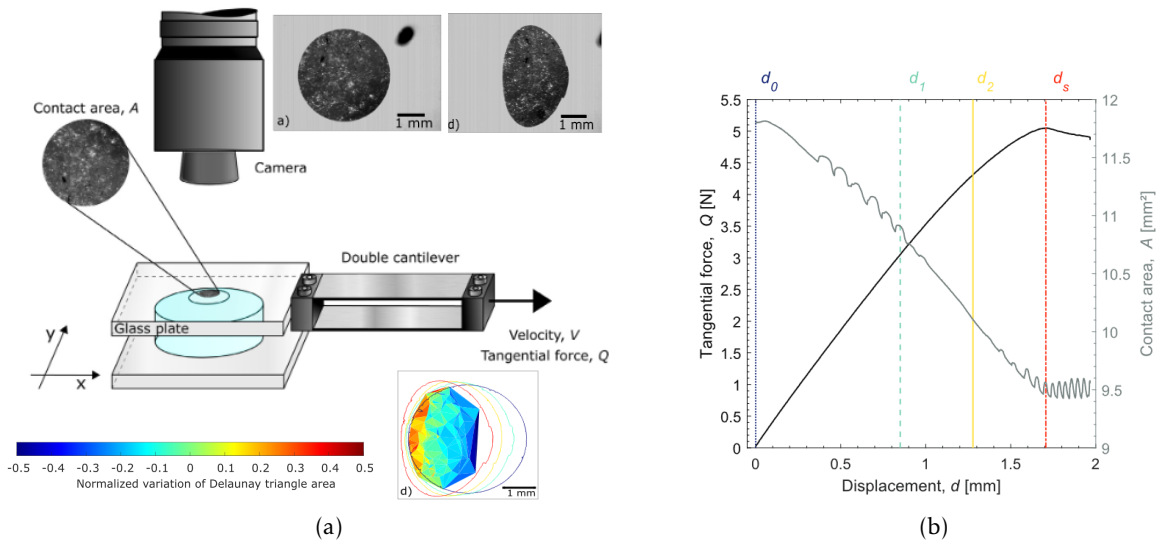 Contact area, A
Camera
a)
1 mm
d)
1 mm
Double cantilever
Glass plate
y
x
Velocity, V
Tangential force, Q
-0.5 -0.4 -0.3 -0.2 -0.1 0 0.1 0.2 0.3 0.4 0.5
Normalized variation of Delaunay triangle area
d)
1 mm
(a)
d0 d1 d2 ds
5.5
5
4.5
4
3.5
3
2.5
2
1.5
1
0.5
0
Tangential force, Q [N]
12
11.5
11
10.5
10
9.5
9
Contact area, A [mm²]
0 0.5 1 1.5 2
Displacement, d [mm]
(b)